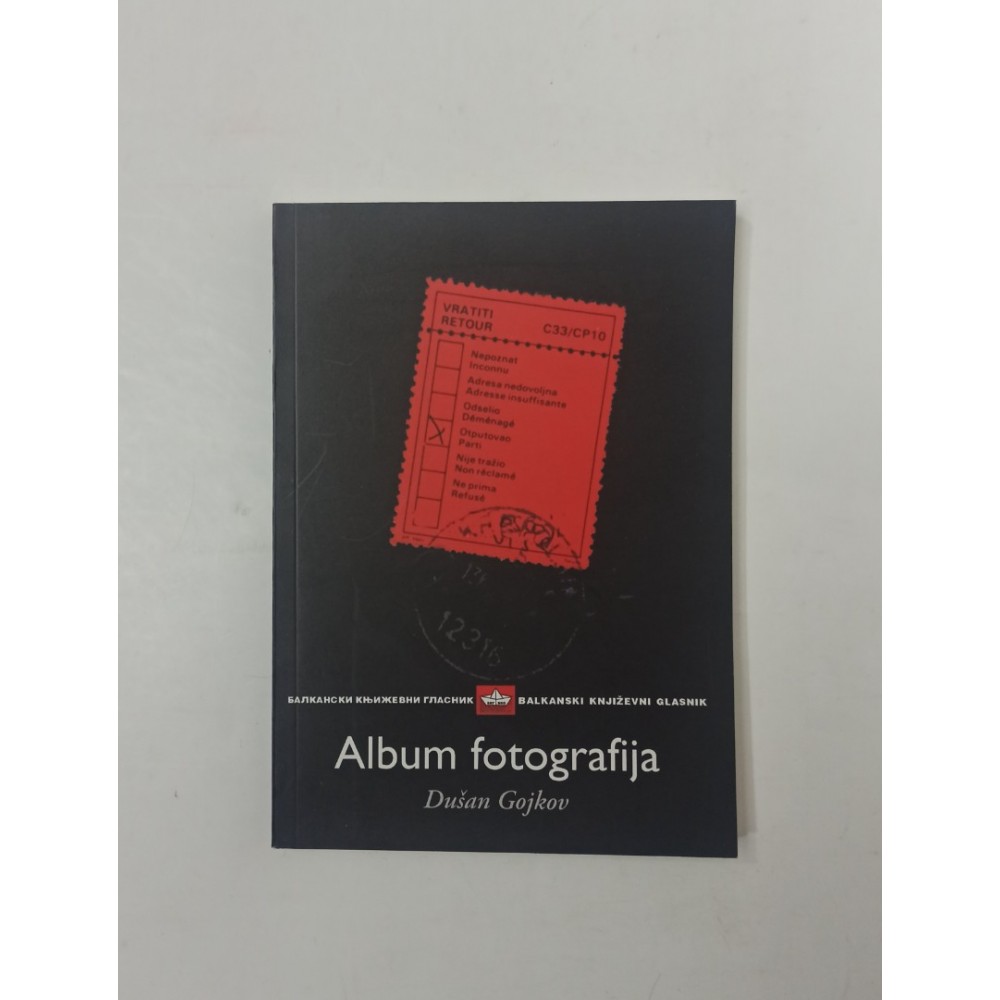 VRATITI
RETOUR
C33/CP10
Nepoznat
Inconnu
Adresa nedovoljna
Adresse insuffisante
Odselio
Déménagé
Otputovao
Parti
Nije tražio
Non réclamé
Ne prima
Refusé
12316
БАЛКАНСКИ КЊИЖЕВНИ ГЛАСНИК BALKANSKI KNJIŽEVNI GLASNIK
Album fotografija
Dušan Gojkov